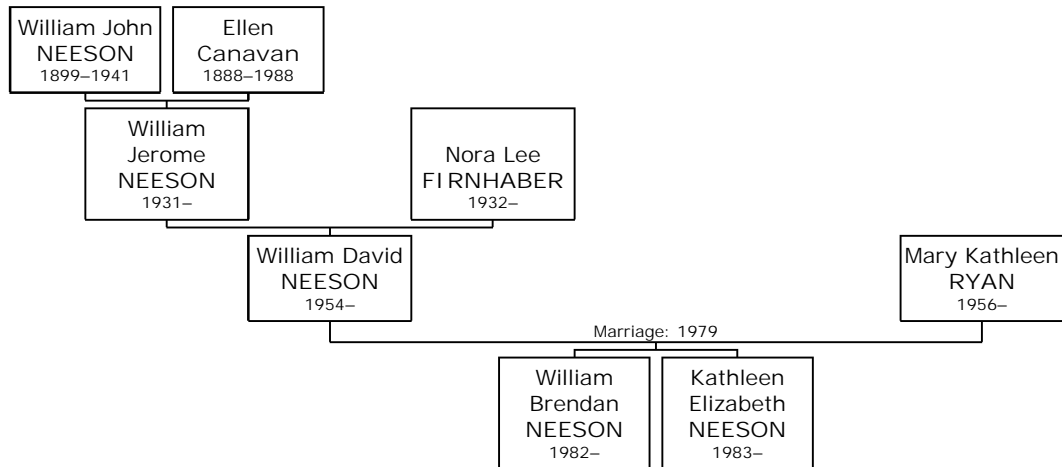 William John
NEESON
1899–1941
Ellen
Canavan
1888–1988
William
Jerome
NEESON
1931–
Nora Lee
FIRNHABER
1932–
William David
NEESON
1954–
Mary Kathleen
RYAN
1956–
Marriage: 1979
William
Brendan
NEESON
1982–
Kathleen
Elizabeth
NEESON
1983–